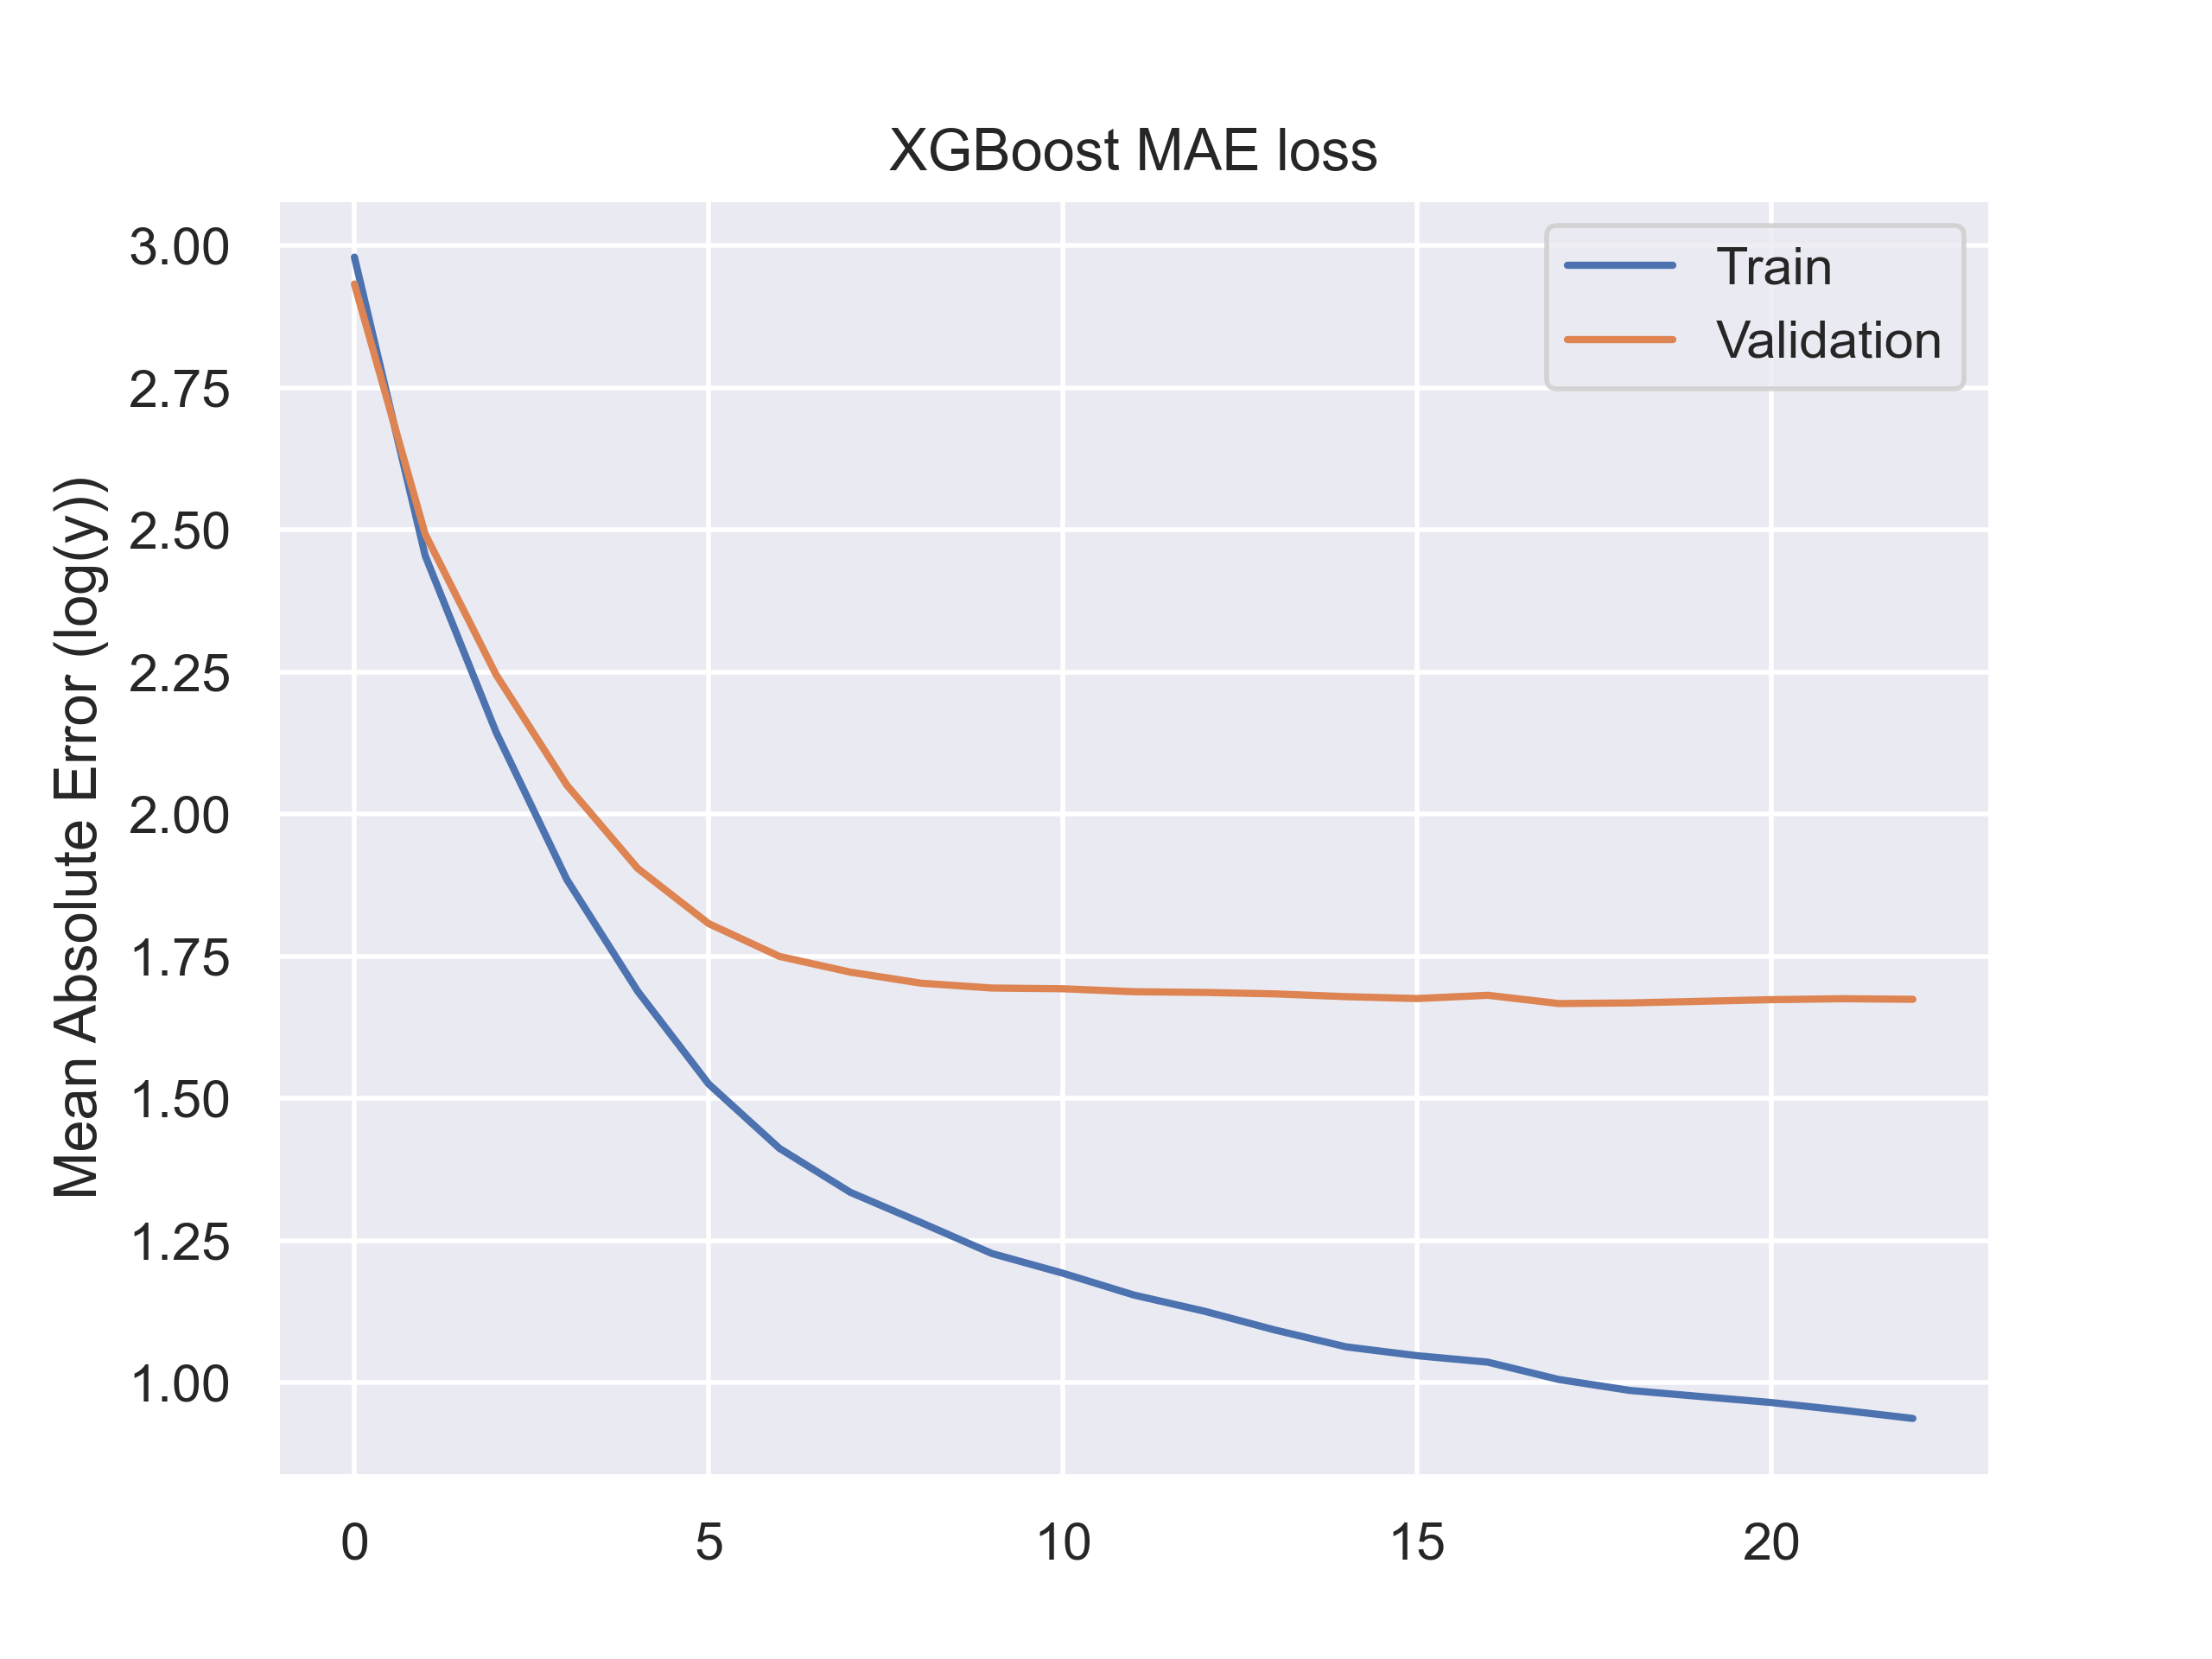 XGBoost MAE loss
Train
Validation
Mean Absolute Error (log(y))
3.00
2.75
2.50
2.25
2.00
1.75
1.50
1.25
1.00
0 5 10 15 20